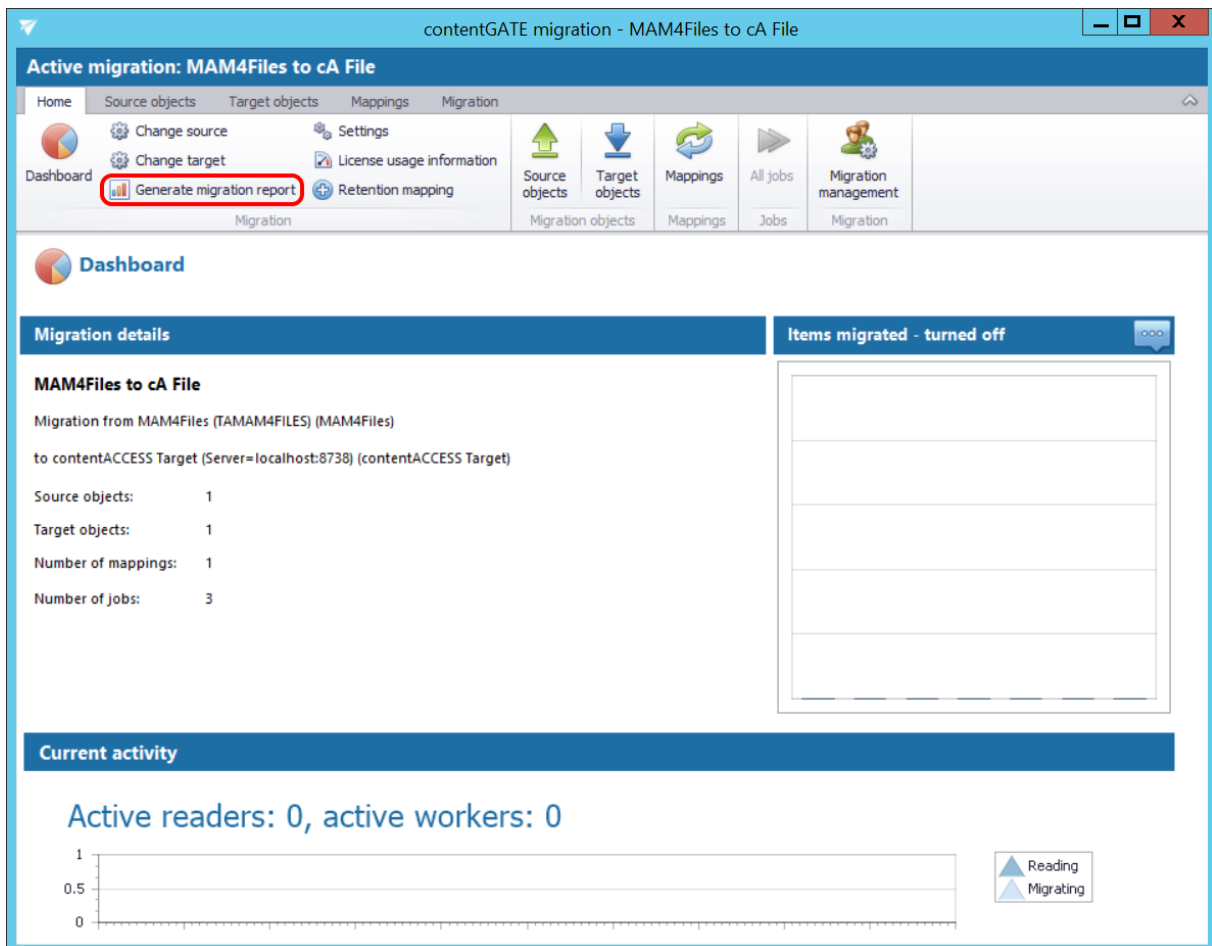 contentGATE migration - MAM4Files to cA File
Active migration: MAM4Files to cA File
Home Source objects Target objects Mappings Migration
Dashboard
Change source
Change target
Generate migration report
Settings
License usage information
Retention mapping
Migration
Source objects
Target objects
Migration objects
Mappings
Mappings
All jobs
Jobs
Migration management
Migration
Dashboard
Migration details
MAM4Files to cA File
Migration from MAM4Files (TAMAM4FILES) (MAM4Files)
to contentACCESS Target (Server=localhost:8738) (contentACCESS Target)
Source objects: 1
Target objects: 1
Number of mappings: 1
Number of jobs: 3
Items migrated - turned off
Current activity
Active readers: 0, active workers: 0
1
0.5
0
Reading
Migrating